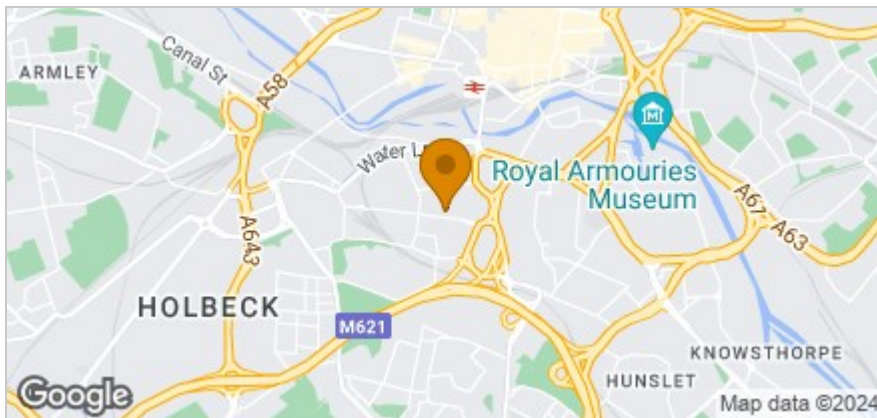 ARMLEY
Canal St
A58
Water L
Royal Armouries
Museum
A67
A63
A643
HOLBECK
M621
KNOWSTHORPE
HUNSLET
Google
Map data ©2024